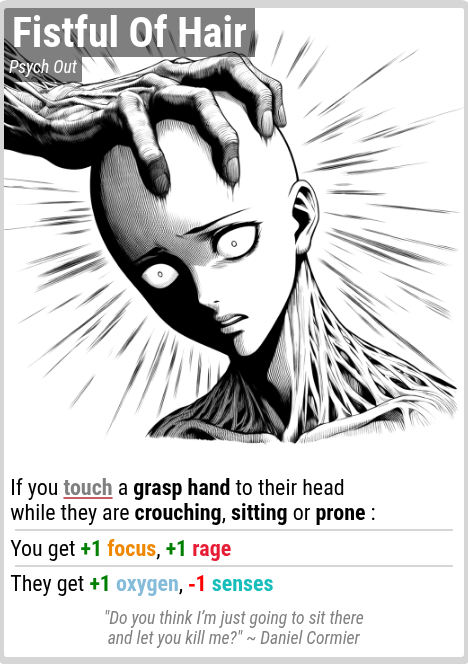 Fistful Of Hair
Psych Out
If you touch a grasp hand to their head
while they are crouching, sitting or prone :
You get +1 focus, +1 rage
They get +1 oxygen, -1 senses
"Do you think I’m just going to sit there
and let you kill me?" ~ Daniel Cormier